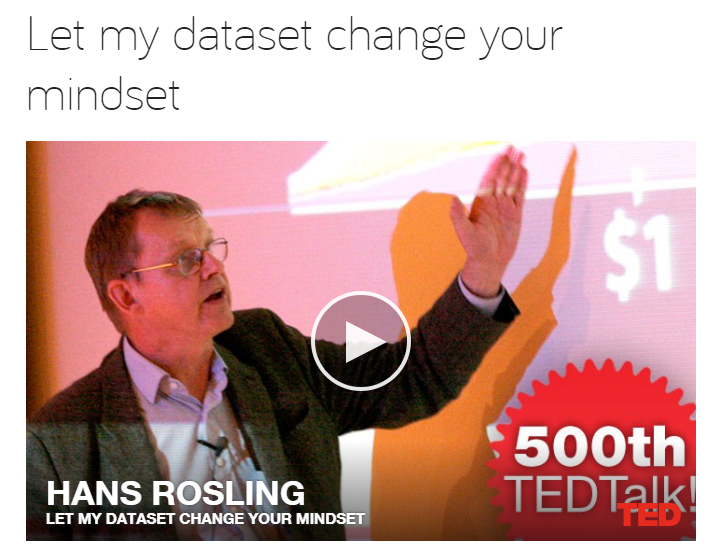 Let my dataset change your
mindset
$1
500th
TEDTalk!
TED
HANS ROSLING
LET MY DATASET CHANGE YOUR MINDSET